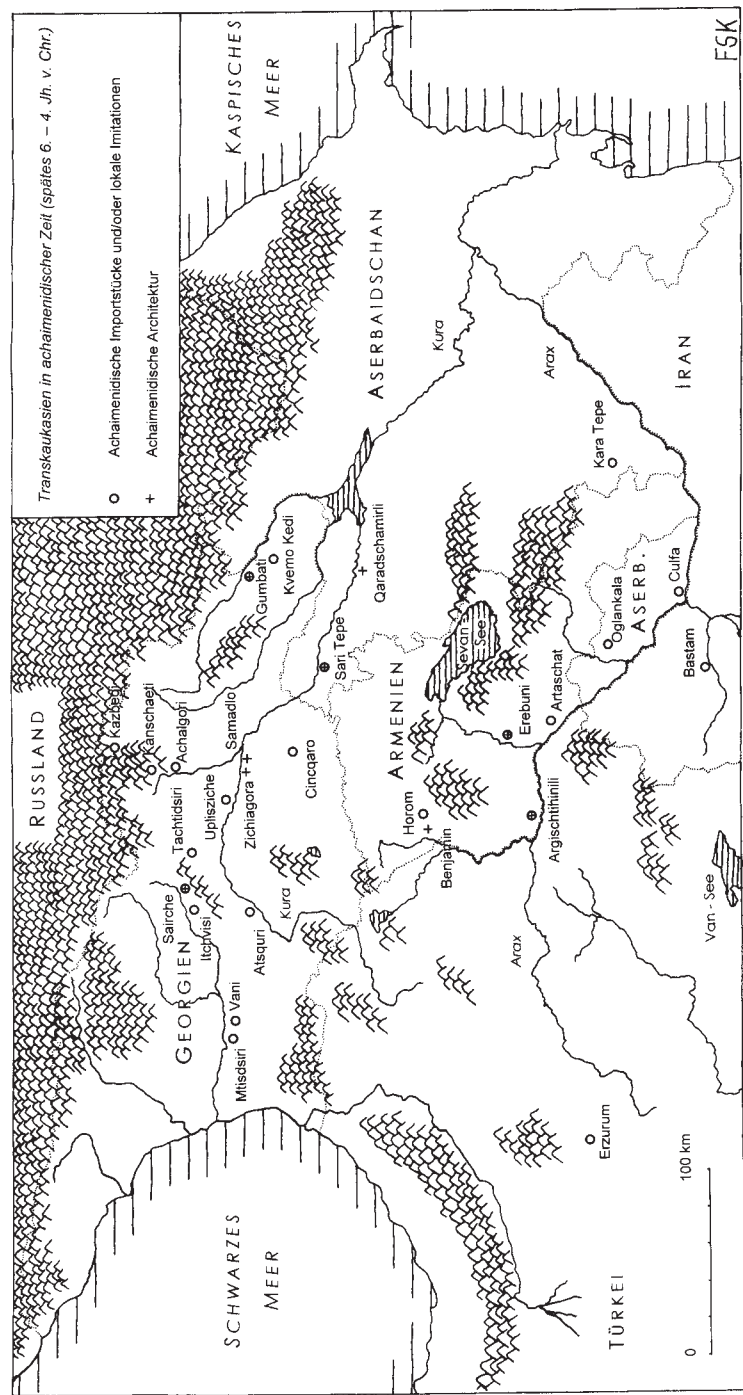 Transkaukasien in achaimenidischer Zeit (spätes 6. – 4. Jh. v. Chr.)
Achaimenidische Importstücke und/oder lokale Imitationen
Achaimenidische Architektur
RUSSLAND
KASPISCHES
MEER
SCHWARZES
MEER
GEORGIEN
Kazbegi
Kanschaeti
Achalgori
Tachtidsiri
Sairche
Itchvisi
Uplisziche
Samadlo
Zichiagora
Mtisdsiri
Vani
Atsquri
Kura
Cincqaro
Gumbati
Kvemo Kedi
Sari Tepe
Qaradschamirli
ASERBAIDSCHAN
Kura
ARMENIEN
Sevan-
See
Horom
Benjamin
Erebuni
Artaschat
Argischtihinili
Arax
Arax
Oglankala
ASERB.
Culfa
Kara Tepe
Bastam
IRAN
Van - See
Erzurum
TÜRKEI
0
100 km
FSK